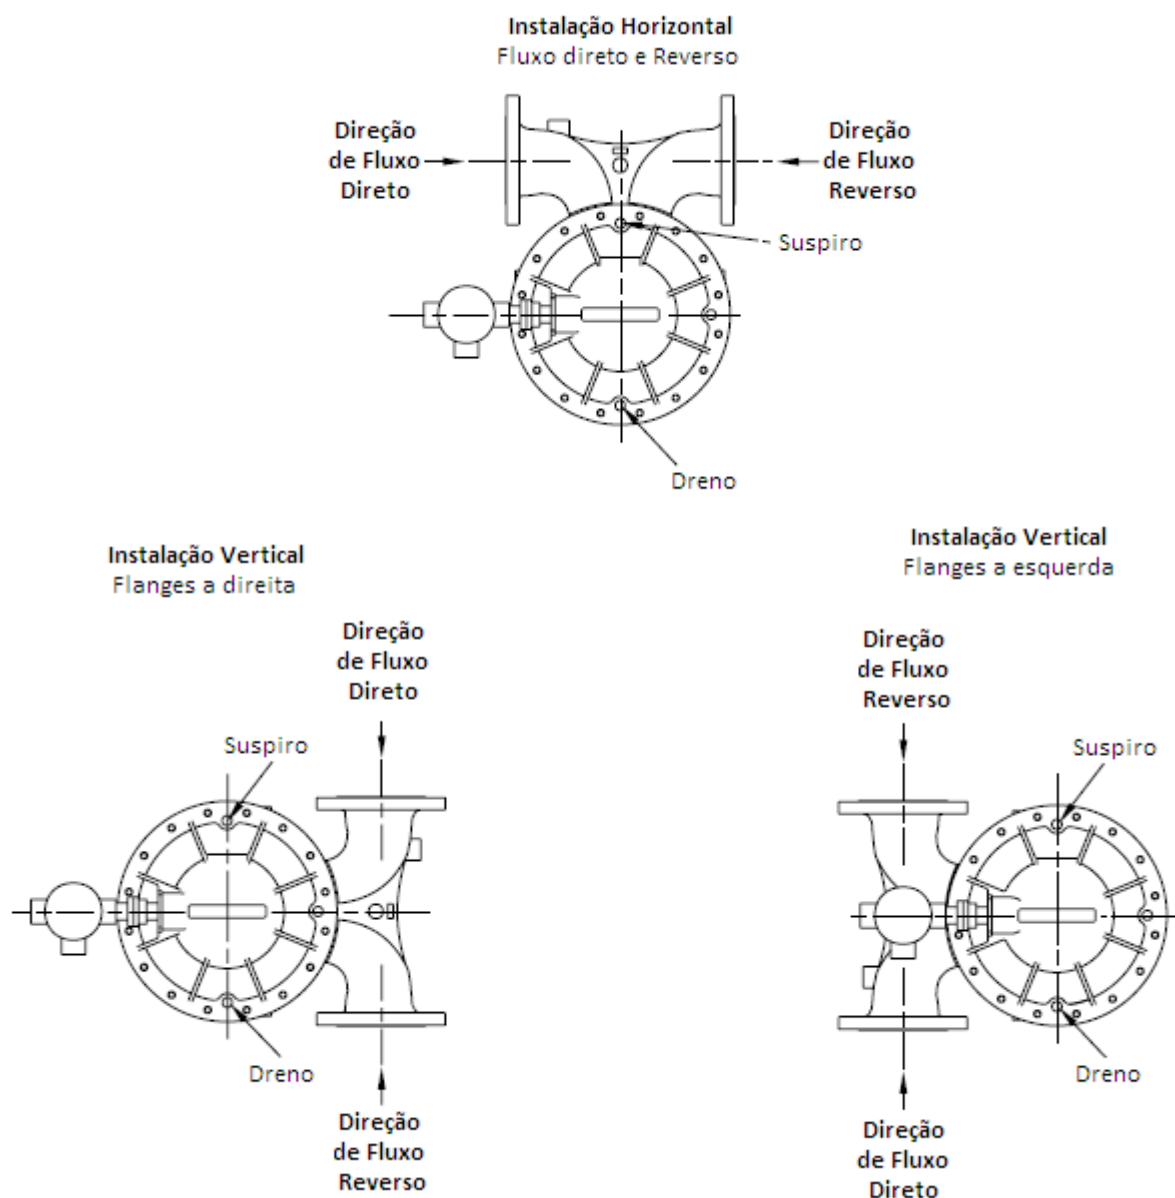 Instalação Horizontal
Fluxo direto e Reverso
Direção
de Fluxo
Direto
Direção
de Fluxo
Reverso
Suspiro
Dreno
Instalação Vertical
Flanges a direita
Direção
de Fluxo
Direto
Suspiro
Dreno
Direção
de Fluxo
Reverso
Instalação Vertical
Flanges a esquerda
Direção
de Fluxo
Reverso
Suspiro
Dreno
Direção
de Fluxo
Direto